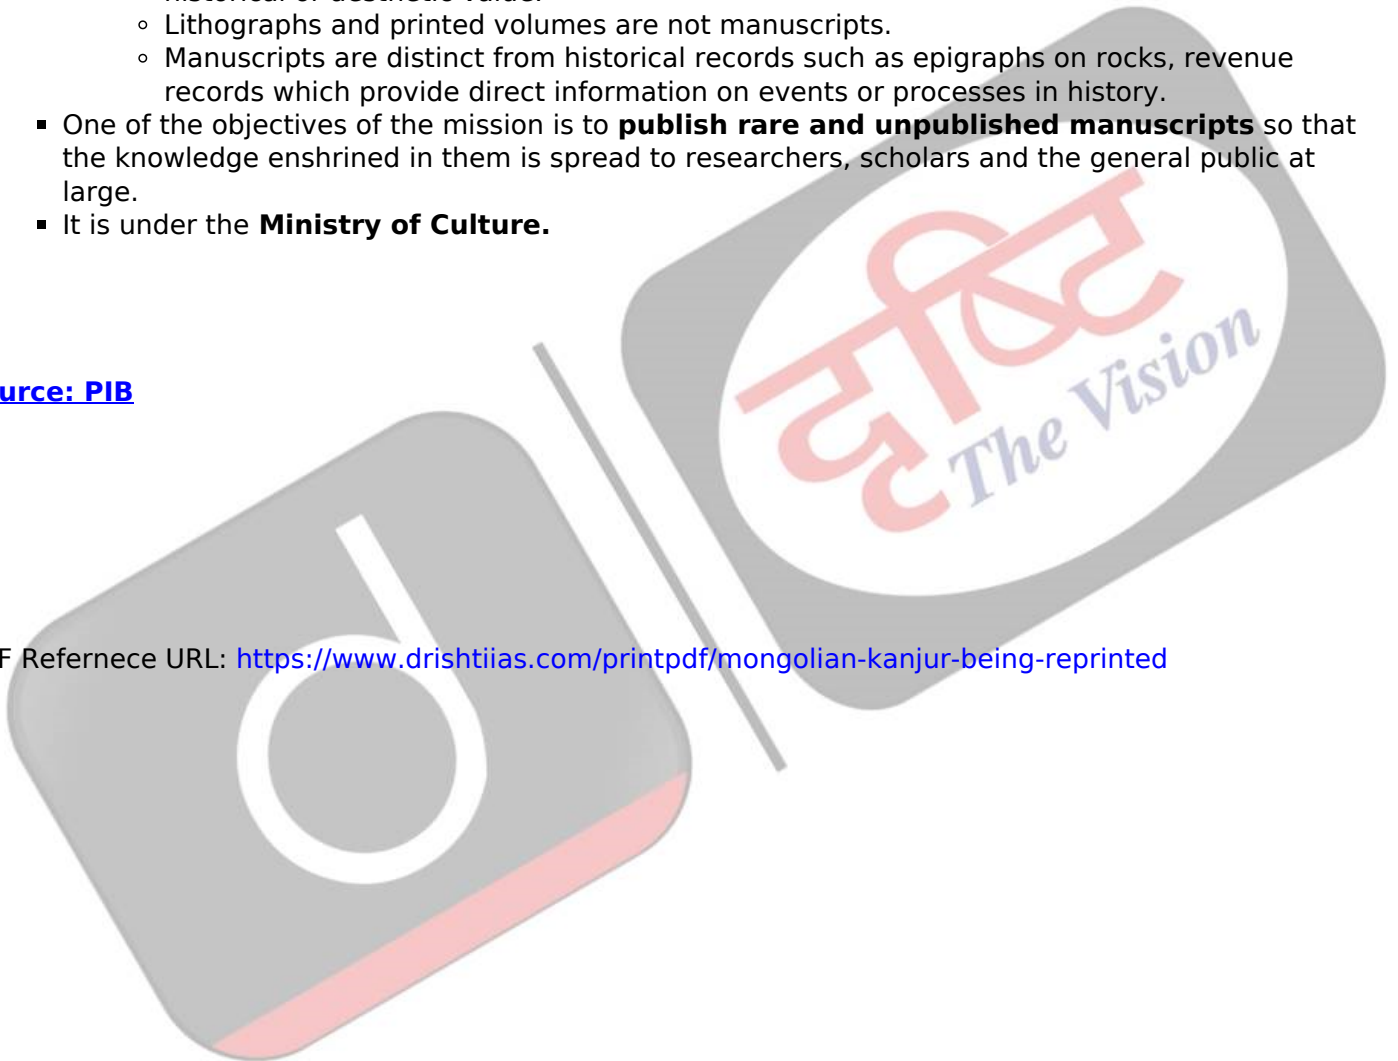 historical or aesthetic value.
◦ Lithographs and printed volumes are not manuscripts.
◦ Manuscripts are distinct from historical records such as epigraphs on rocks, revenue
records which provide direct information on events or processes in history.
▪ One of the objectives of the mission is to publish rare and unpublished manuscripts so that
the knowledge enshrined in them is spread to researchers, scholars and the general public at
large.
▪ It is under the Ministry of Culture.
दृष्टि
The Vision
urce: PIB
d
F Refernece URL: https://www.drishtiias.com/printpdf/mongolian-kanjur-being-reprinted